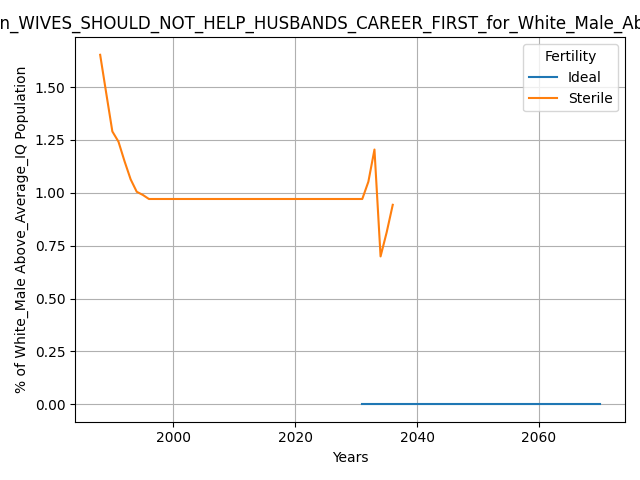 n_WIVES_SHOULD_NOT_HELP_HUSBANDS_CAREER_FIRST_for_White_Male_Ab
Fertility
Ideal
Sterile
% of White_Male Above_Average_IQ Population
1.50
1.25
1.00
0.75
0.50
0.25
0.00
2000 2020 2040 2060
Years